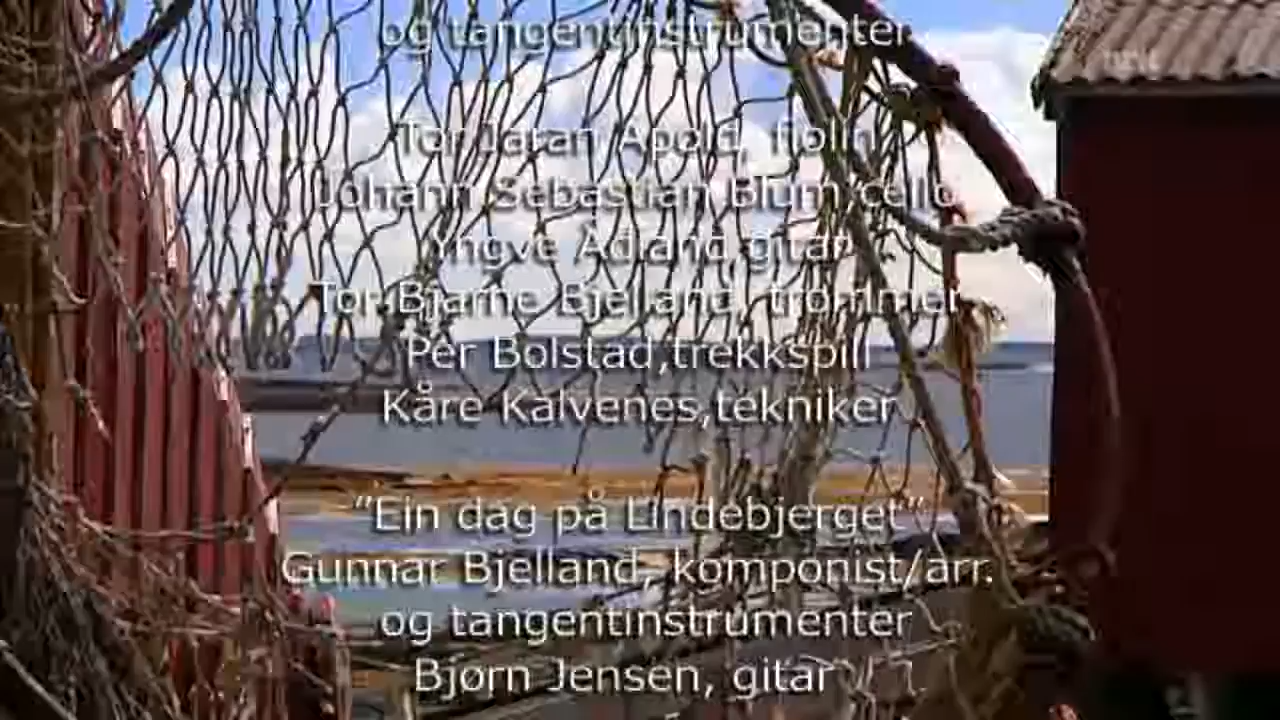 og tangentinstrumenter
Tor Jaran Apold, fiolin
Johann Sebastian Blum,cello
Yngve Ådland,gitar
Tor Bjarne Bjelland, trommer
Per Bolstad,trekkspill
Kåre Kalvenes,tekniker
”Ein dag på Lindebjerget”
Gunnar Bjelland, komponist/arr.
og tangentinstrumenter
Bjørn Jensen, gitar
nrk